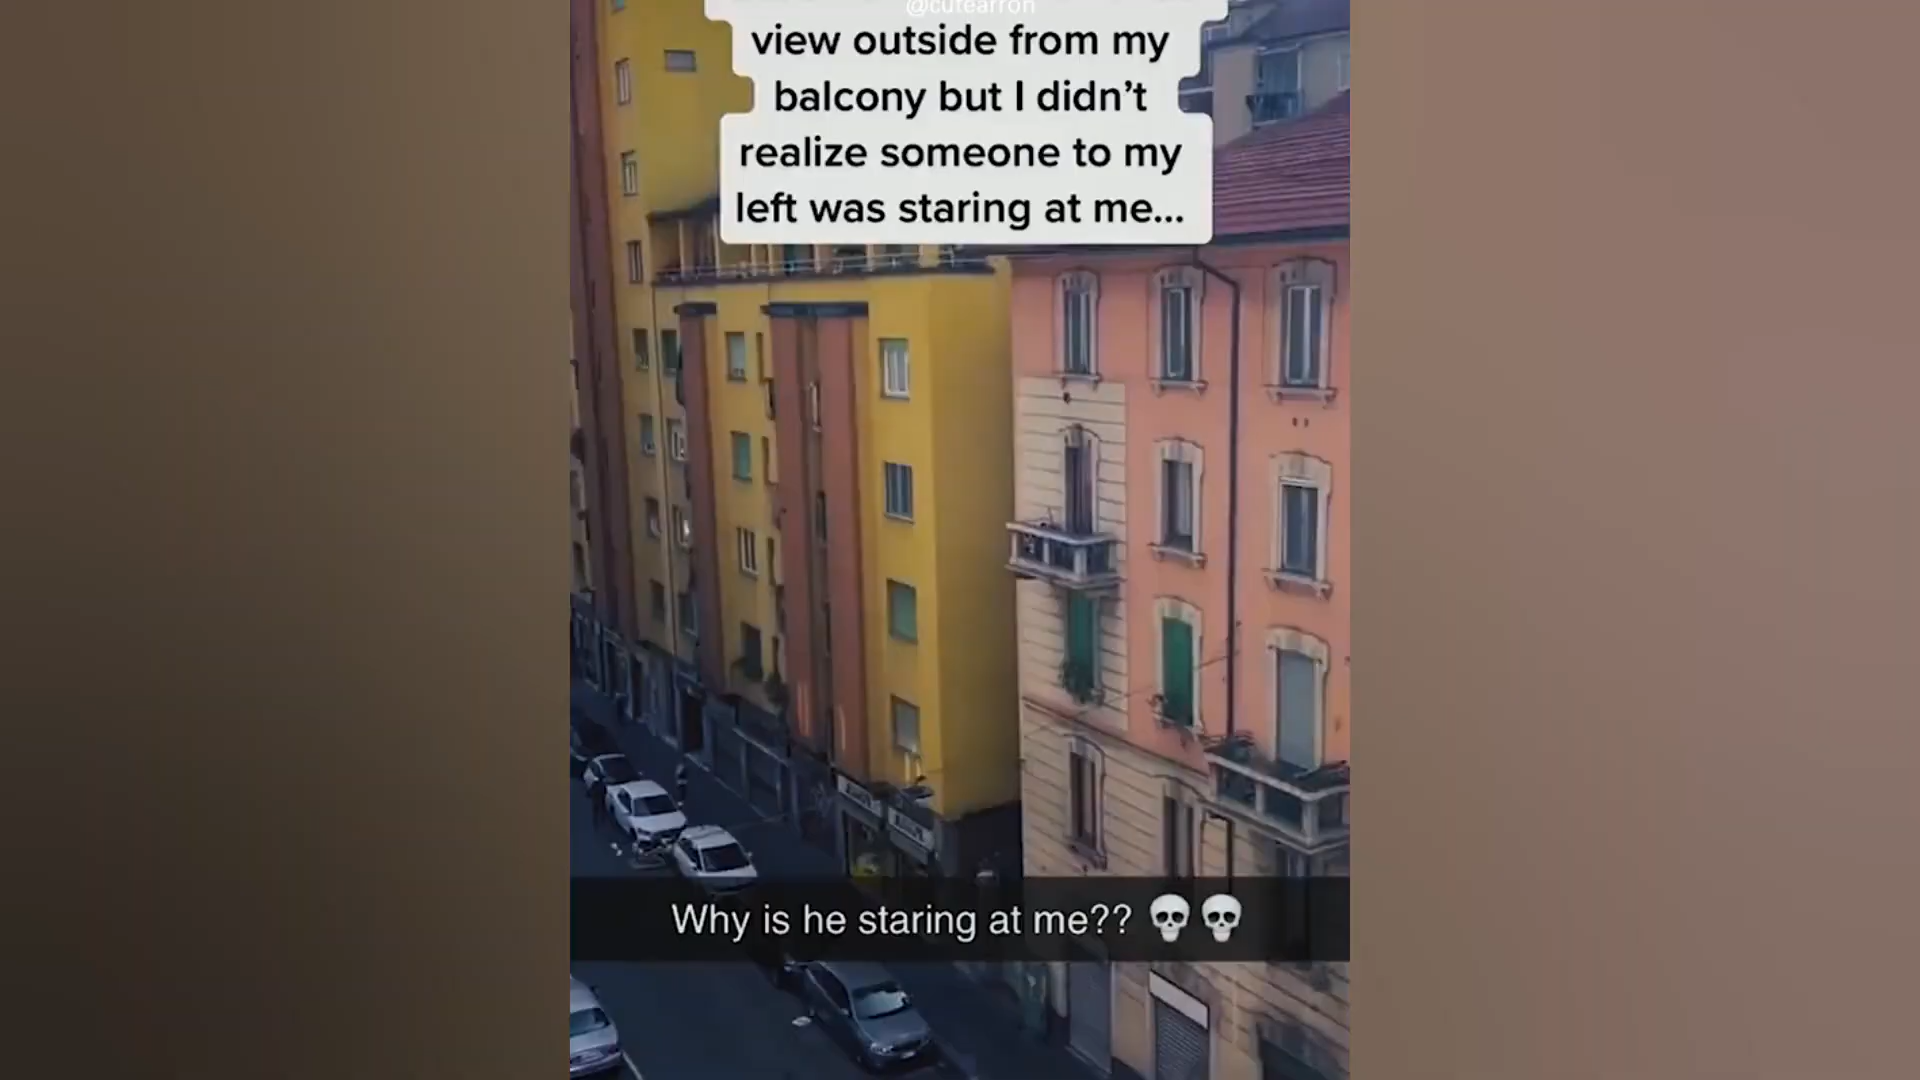 @cutearron
view outside from my
balcony but I didn’t
realize someone to my
left was staring at me...
Why is he staring at me?? 💀💀